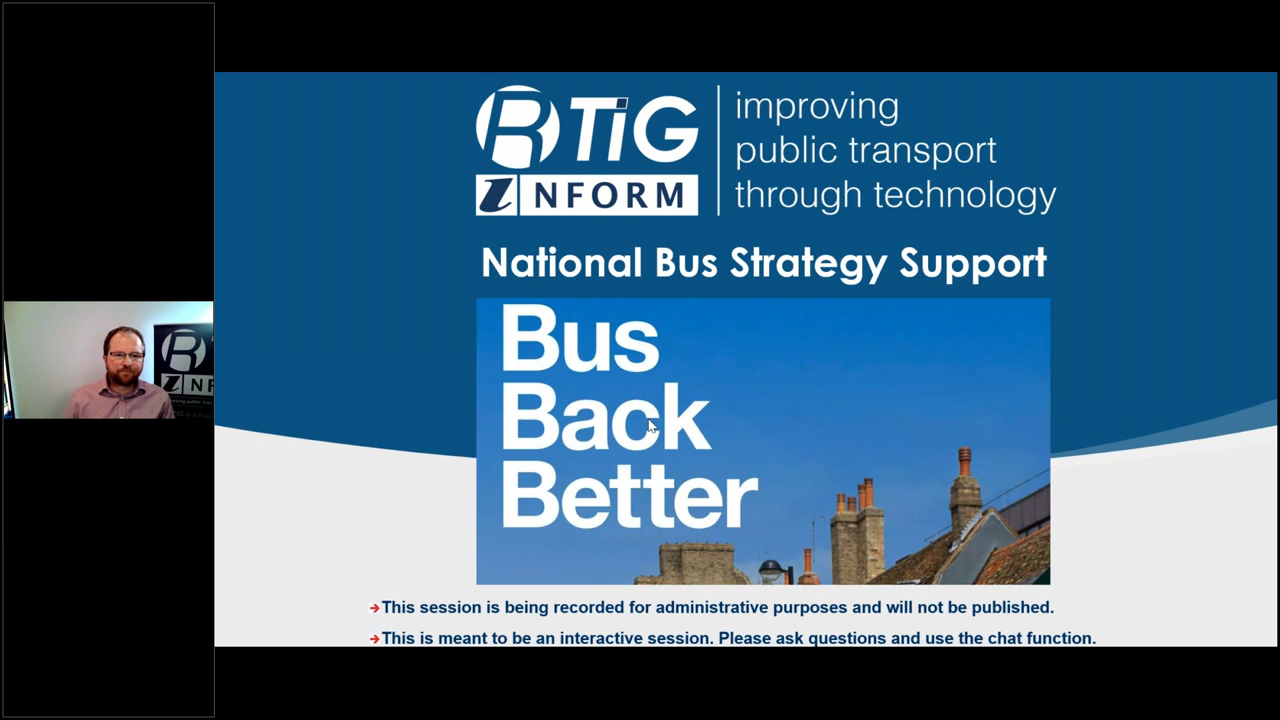 RTiG
iNFORM
improving
public transport
through technology
National Bus Strategy Support
Bus
Back
Better
This session is being recorded for administrative purposes and will not be published.
This is meant to be an interactive session. Please ask questions and use the chat function.
R
iNF